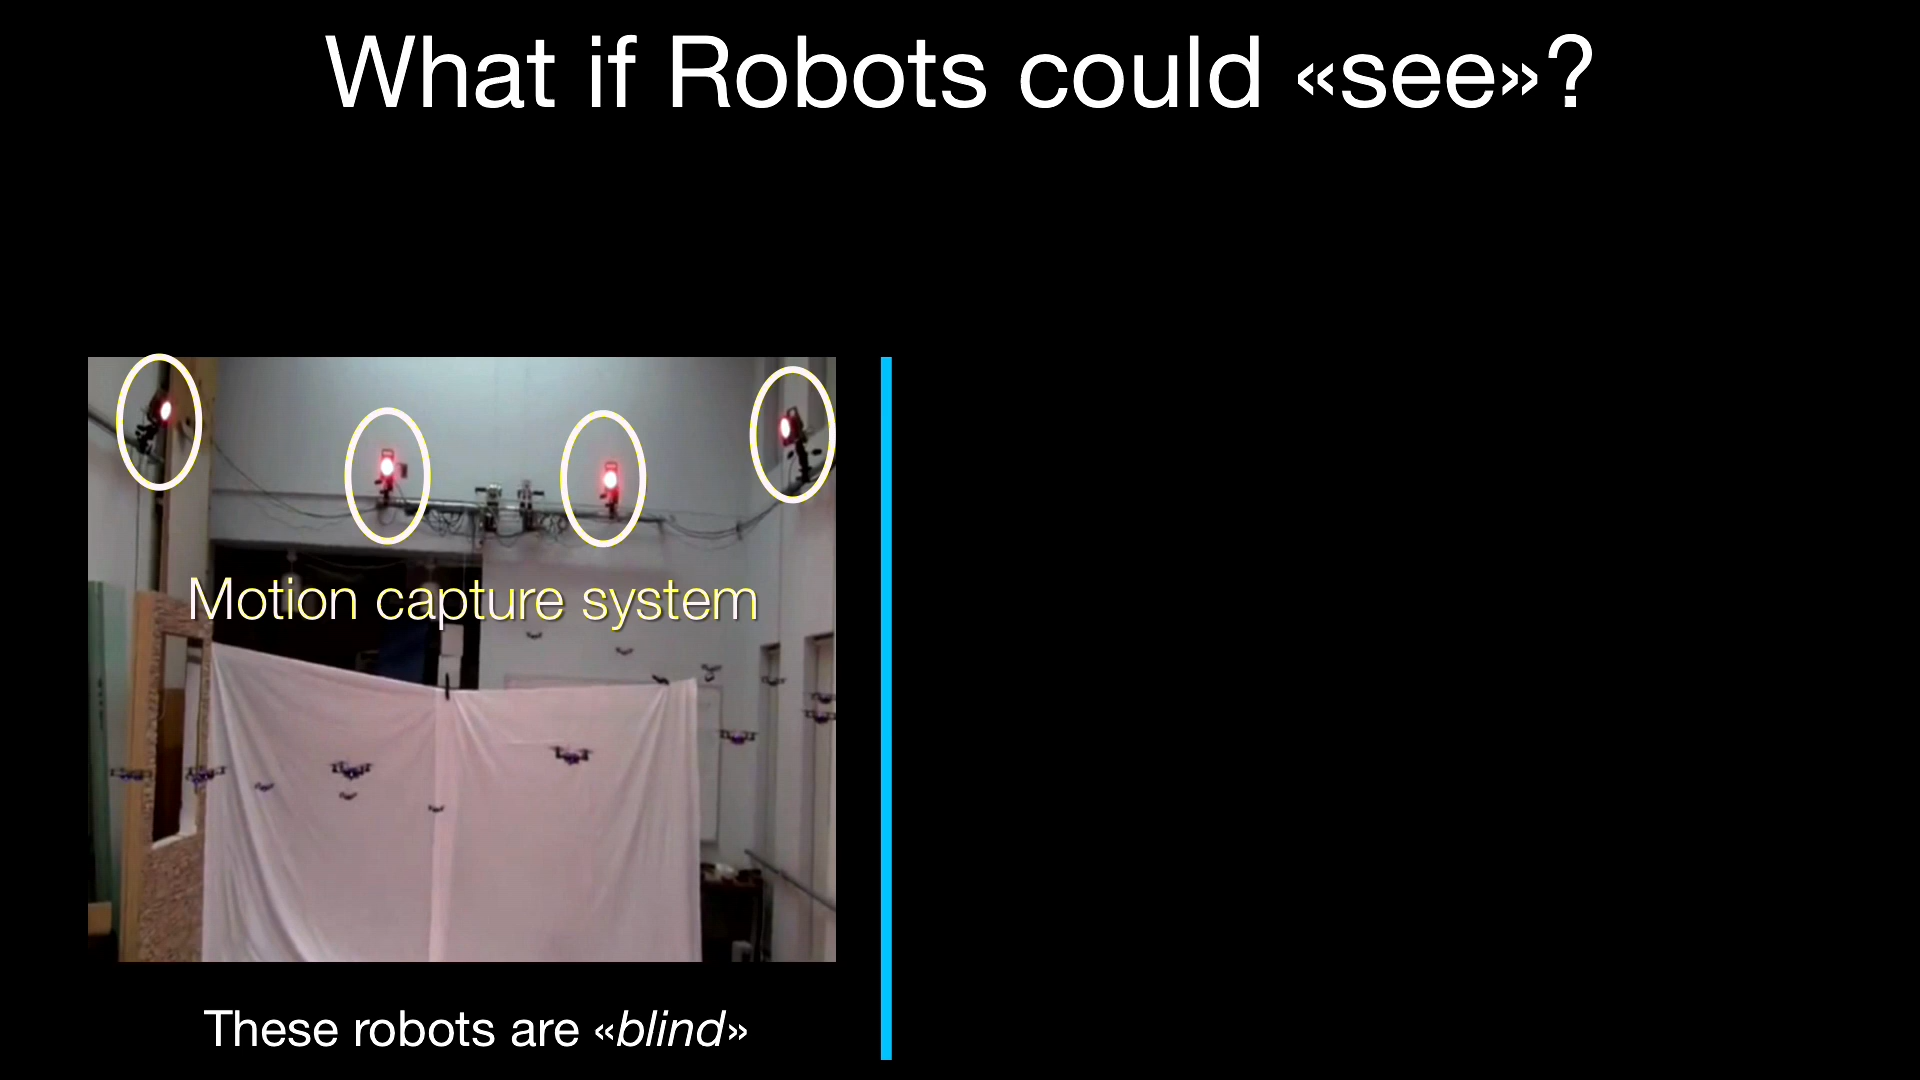 What if Robots could «see»?
Motion capture system
These robots are «blind»